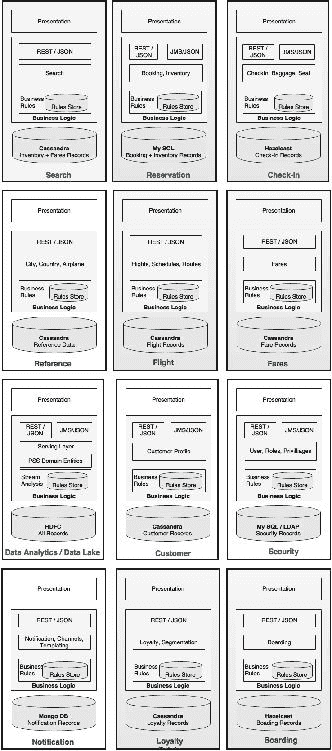 Presentation
REST / JSON
Search
Business
Rules
Rules Store
Business Logic
Cassandra
Inventory + Fares Records
Search
Presentation
REST /
JSON
JMS/JSON
Booking, Inventory
Business
Rules
Rules Store
Business Logic
My SQL
Booking + Inventory Records
Reservation
Presentation
REST /
JSON
JMS/JSON
Checkin, Baggage, Seat
Business
Rules
Rules Store
Business Logic
Hazelcast
Check-In Records
Check-In
Presentation
REST / JSON
City, Country, Airplane
Business
Rules
Rules Store
Business Logic
Cassandra
Reference Data
Reference
Presentation
REST / JSON
Flights, Schedules, Routes
Business
Rules
Rules Store
Business Logic
Cassandra
Flight Records
Flight
Presentation
REST / JSON
Fares
Business
Rules
Rules Store
Business Logic
Cassandra
Fare Records
Fares
Presentation
REST /
JSON
JMS/JSON
Serving Layer
PSS Domain Entities
Stream
Analysis
Rules Store
Business Logic
HDFC
All Records
Data Analytics / Data Lake
Presentation
REST /
JSON
JMS/JSON
Customer Profile
Business
Rules
Rules Store
Business Logic
Cassandra
Customer Records
Customer
Presentation
REST /
JSON
JMS/JSON
User, Roles, Privillages
Business
Rules
Rules Store
Business Logic
My SQL / LDAP
Security Records
Security
Presentation
REST / JSON
Notification, Channels,
Templating
Business
Rules
Rules Store
Business Logic
Mongo DB
Notification Records
Notification
Presentation
REST / JSON
Loyalty, Segmentation
Business
Rules
Rules Store
Business Logic
Cassandra
Loyalty Records
Loyalty
Presentation
REST / JSON
Boarding
Business
Rules
Rules Store
Business Logic
Hazelcast
Boading Records
Boarding